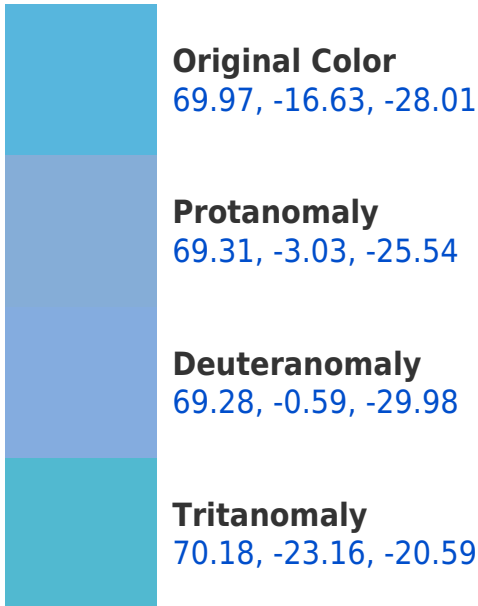 Original Color
69.97, -16.63, -28.01
Protanomaly
69.31, -3.03, -25.54
Deuteranomaly
69.28, -0.59, -29.98
Tritanomaly
70.18, -23.16, -20.59